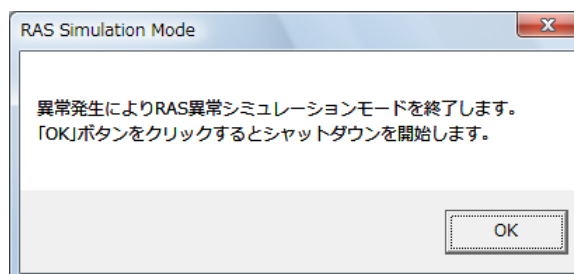 RAS Simulation Mode
異常発生によりRAS異常シミュレーションモードを終了します。
「OK」ボタンをクリックするとシャットダウンを開始します。
OK